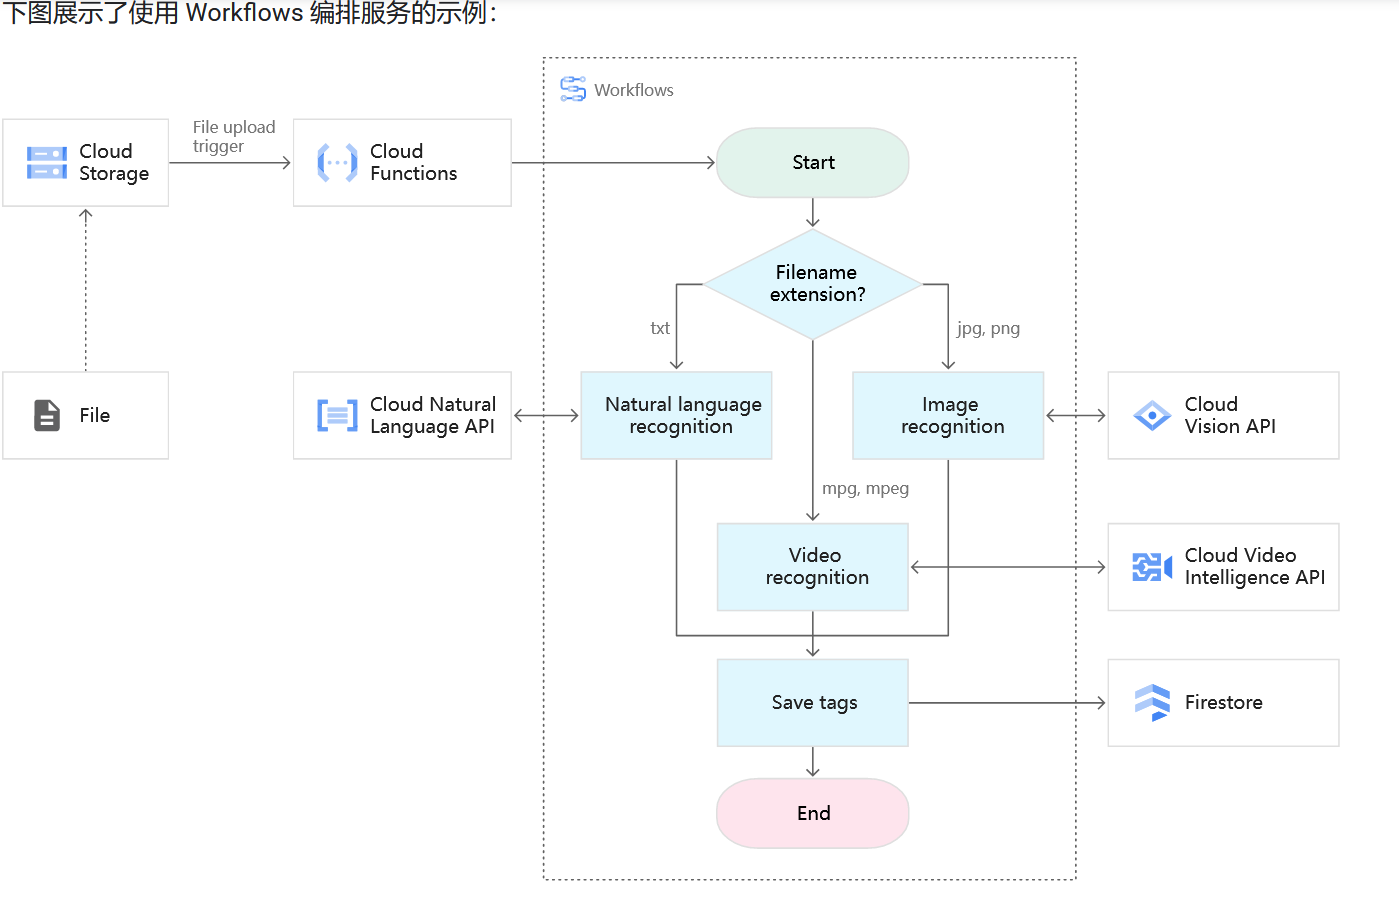 下图展示了使用 Workflows 编排服务的示例：
Workflows
File upload
trigger
Cloud
Storage
Cloud
Functions
Start
Filename
extension?
txt
jpg, png
File
Cloud Natural
Language API
Natural language
recognition
Image
recognition
Cloud
Vision API
mpg, mpeg
Video
recognition
Cloud Video
Intelligence API
Save tags
Firestore
End